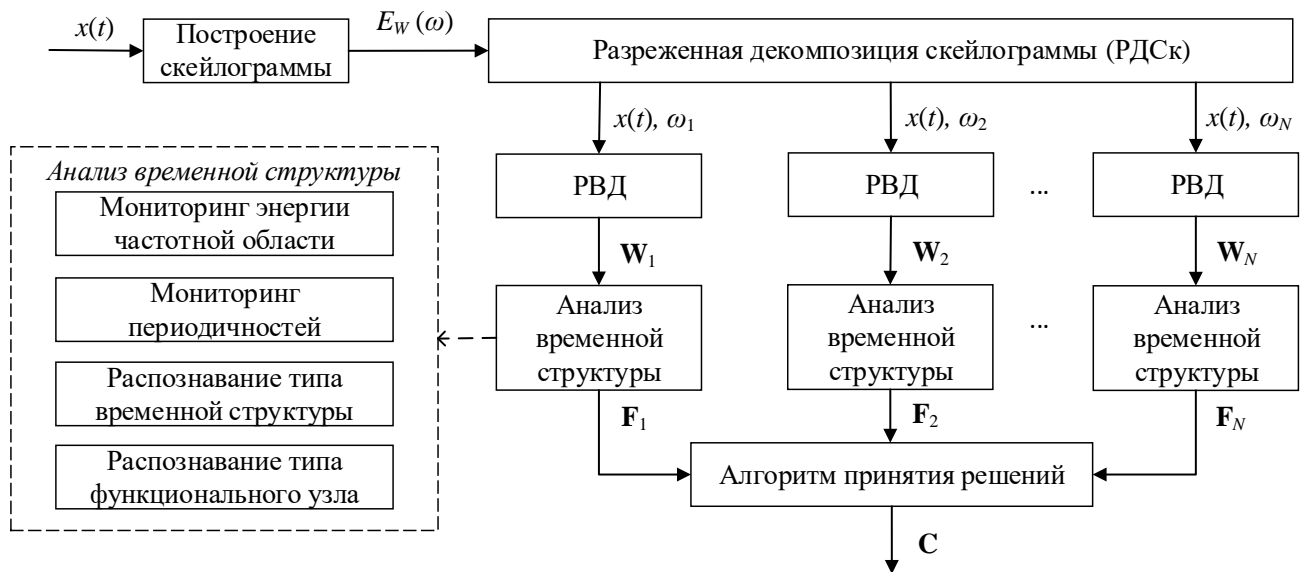 x(t)
Построение
скейлограммы
E_W (ω)
Разреженная декомпозиция скейлограммы (РДСк)
x(t), ω₁
x(t), ω₂
x(t), ω_N
РВД
РВД
...
РВД
W₁
W₂
W_N
Анализ
временной
структуры
Анализ
временной
структуры
...
Анализ
временной
структуры
F₁
F₂
F_N
Алгоритм принятия решений
C
Анализ временной структуры
Мониторинг энергии
частотной области
Мониторинг
периодичностей
Распознавание типа
временной структуры
Распознавание типа
функционального узла